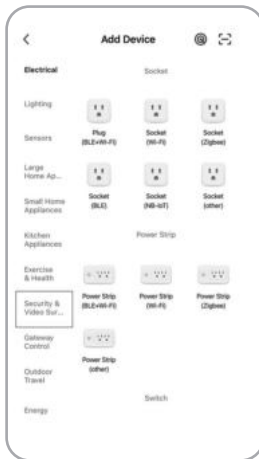 Add Device
Electrical
Lighting
Sensors
Large
Home Ap...
Small Home
Appliances
Kitchen
Appliances
Exercise
& Health
Security &
Video Sur...
Gateway
Control
Outdoor
Travel
Energy
Socket
Plug
(BLE+Wi-Fi)
Socket
(Wi-Fi)
Socket
(Zigbee)
Socket
(BLE)
Socket
(NB-IoT)
Socket
(other)
Power Strip
Power Strip
(BLE+Wi-Fi)
Power Strip
(Wi-Fi)
Power Strip
(Zigbee)
Power Strip
(other)
Switch